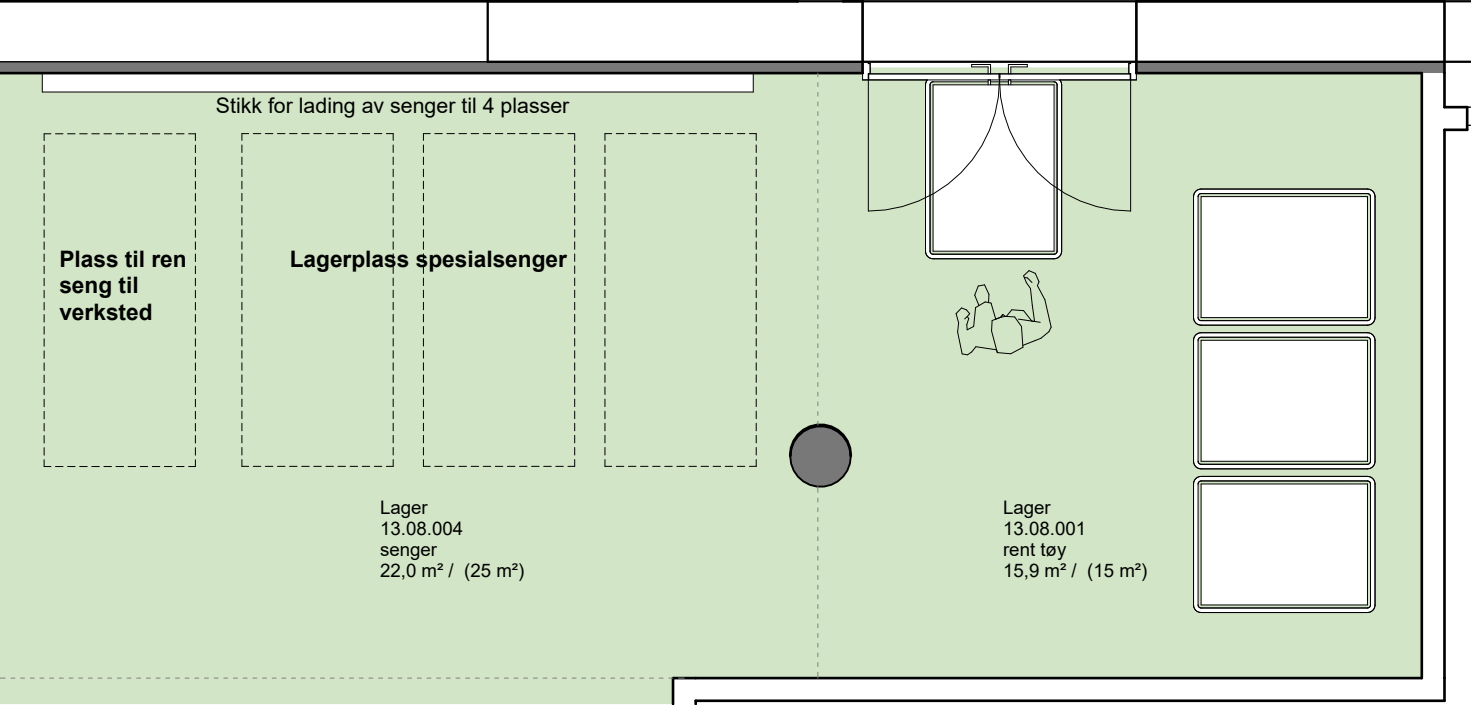 Stikk for lading av senger til 4 plasser
Plass til ren
seng til
verksted
Lagerplass spesialsenger
Lager
13.08.004
senger
22,0 m² /  (25 m²)
Lager
13.08.001
rent tøy
15,9 m² /  (15 m²)